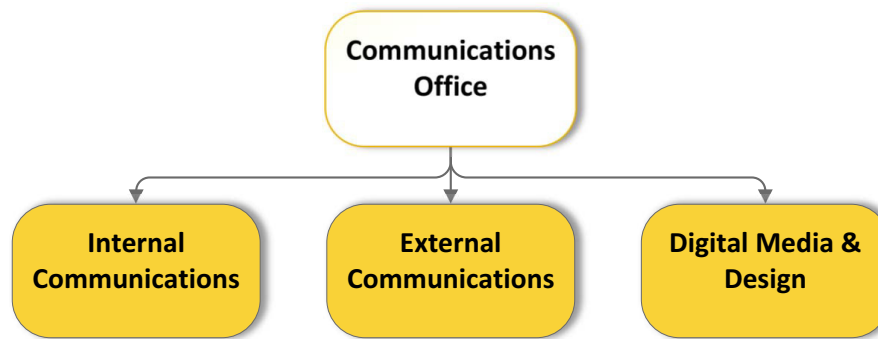 Communications
Office
Internal
Communications
External
Communications
Digital Media &
Design